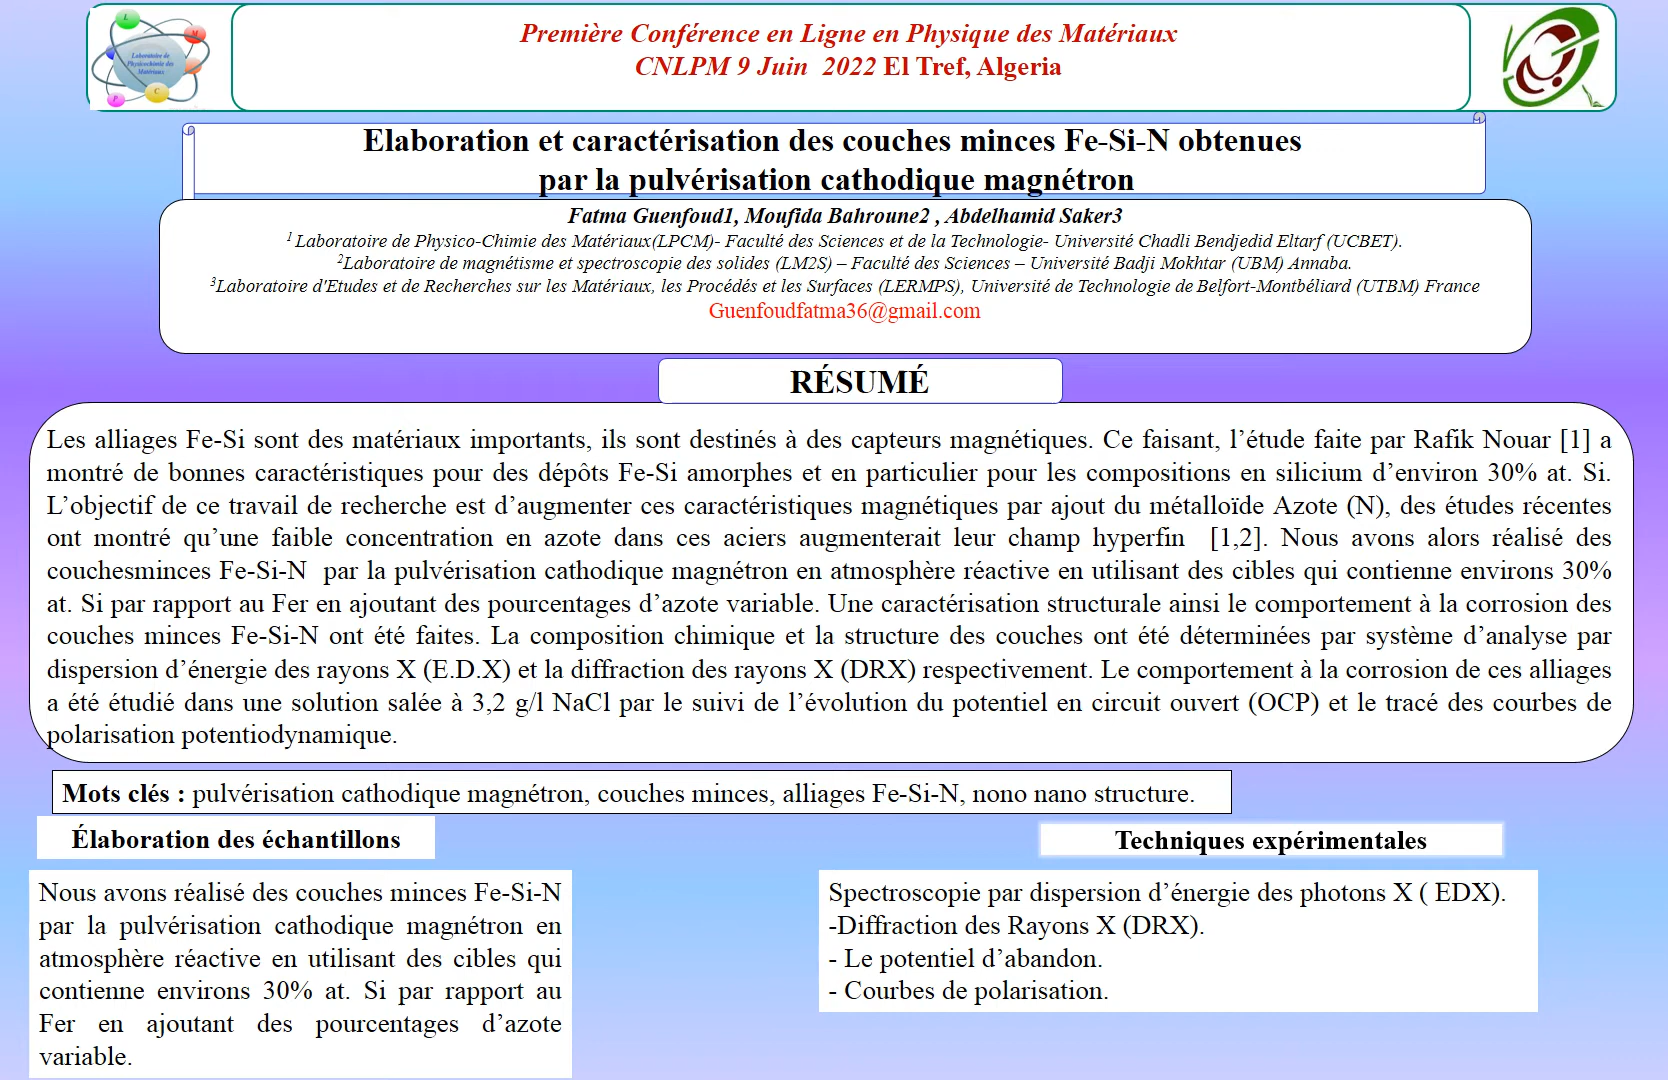 L
M
Laboratoire de
Physicochimie des
Matériaux
P
C
Première Conférence en Ligne en Physique des Matériaux
CNLPM 9 Juin 2022 El Tref, Algeria
Elaboration et caractérisation des couches minces Fe-Si-N obtenues
par la pulvérisation cathodique magnétron
Fatma Guenfoud1, Moufida Bahroune2 , Abdelhamid Saker3
1 Laboratoire de Physico-Chimie des Matériaux(LPCM)- Faculté des Sciences et de la Technologie- Université Chadli Bendjedid Eltarf (UCBET).
2Laboratoire de magnétisme et spectroscopie des solides (LM2S) – Faculté des Sciences – Université Badji Mokhtar (UBM) Annaba.
3Laboratoire d'Etudes et de Recherches sur les Matériaux, les Procédés et les Surfaces (LERMPS), Université de Technologie de Belfort-Montbéliard (UTBM) France
Guenfoudfatma36@gmail.com
RÉSUMÉ
Les alliages Fe-Si sont des matériaux importants, ils sont destinés à des capteurs magnétiques. Ce faisant, l’étude faite par Rafik Nouar [1] a
montré de bonnes caractéristiques pour des dépôts Fe-Si amorphes et en particulier pour les compositions en silicium d’environ 30% at. Si.
L’objectif de ce travail de recherche est d’augmenter ces caractéristiques magnétiques par ajout du métalloïde Azote (N), des études récentes
ont montré qu’une faible concentration en azote dans ces aciers augmenterait leur champ hyperfin [1,2]. Nous avons alors réalisé des
couchesminces Fe-Si-N par la pulvérisation cathodique magnétron en atmosphère réactive en utilisant des cibles qui contienne environs 30%
at. Si par rapport au Fer en ajoutant des pourcentages d’azote variable. Une caractérisation structurale ainsi le comportement à la corrosion des
couches minces Fe-Si-N ont été faites. La composition chimique et la structure des couches ont été déterminées par système d’analyse par
dispersion d’énergie des rayons X (E.D.X) et la diffraction des rayons X (DRX) respectivement. Le comportement à la corrosion de ces alliages
a été étudié dans une solution salée à 3,2 g/l NaCl par le suivi de l’évolution du potentiel en circuit ouvert (OCP) et le tracé des courbes de
polarisation potentiodynamique.
Mots clés : pulvérisation cathodique magnétron, couches minces, alliages Fe-Si-N, nono nano structure.
Élaboration des échantillons
Nous avons réalisé des couches minces Fe-Si-N
par la pulvérisation cathodique magnétron en
atmosphère réactive en utilisant des cibles qui
contienne environs 30% at. Si par rapport au
Fer en ajoutant des pourcentages d’azote
variable.
Techniques expérimentales
Spectroscopie par dispersion d’énergie des photons X ( EDX).
-Diffraction des Rayons X (DRX).
- Le potentiel d’abandon.
- Courbes de polarisation.